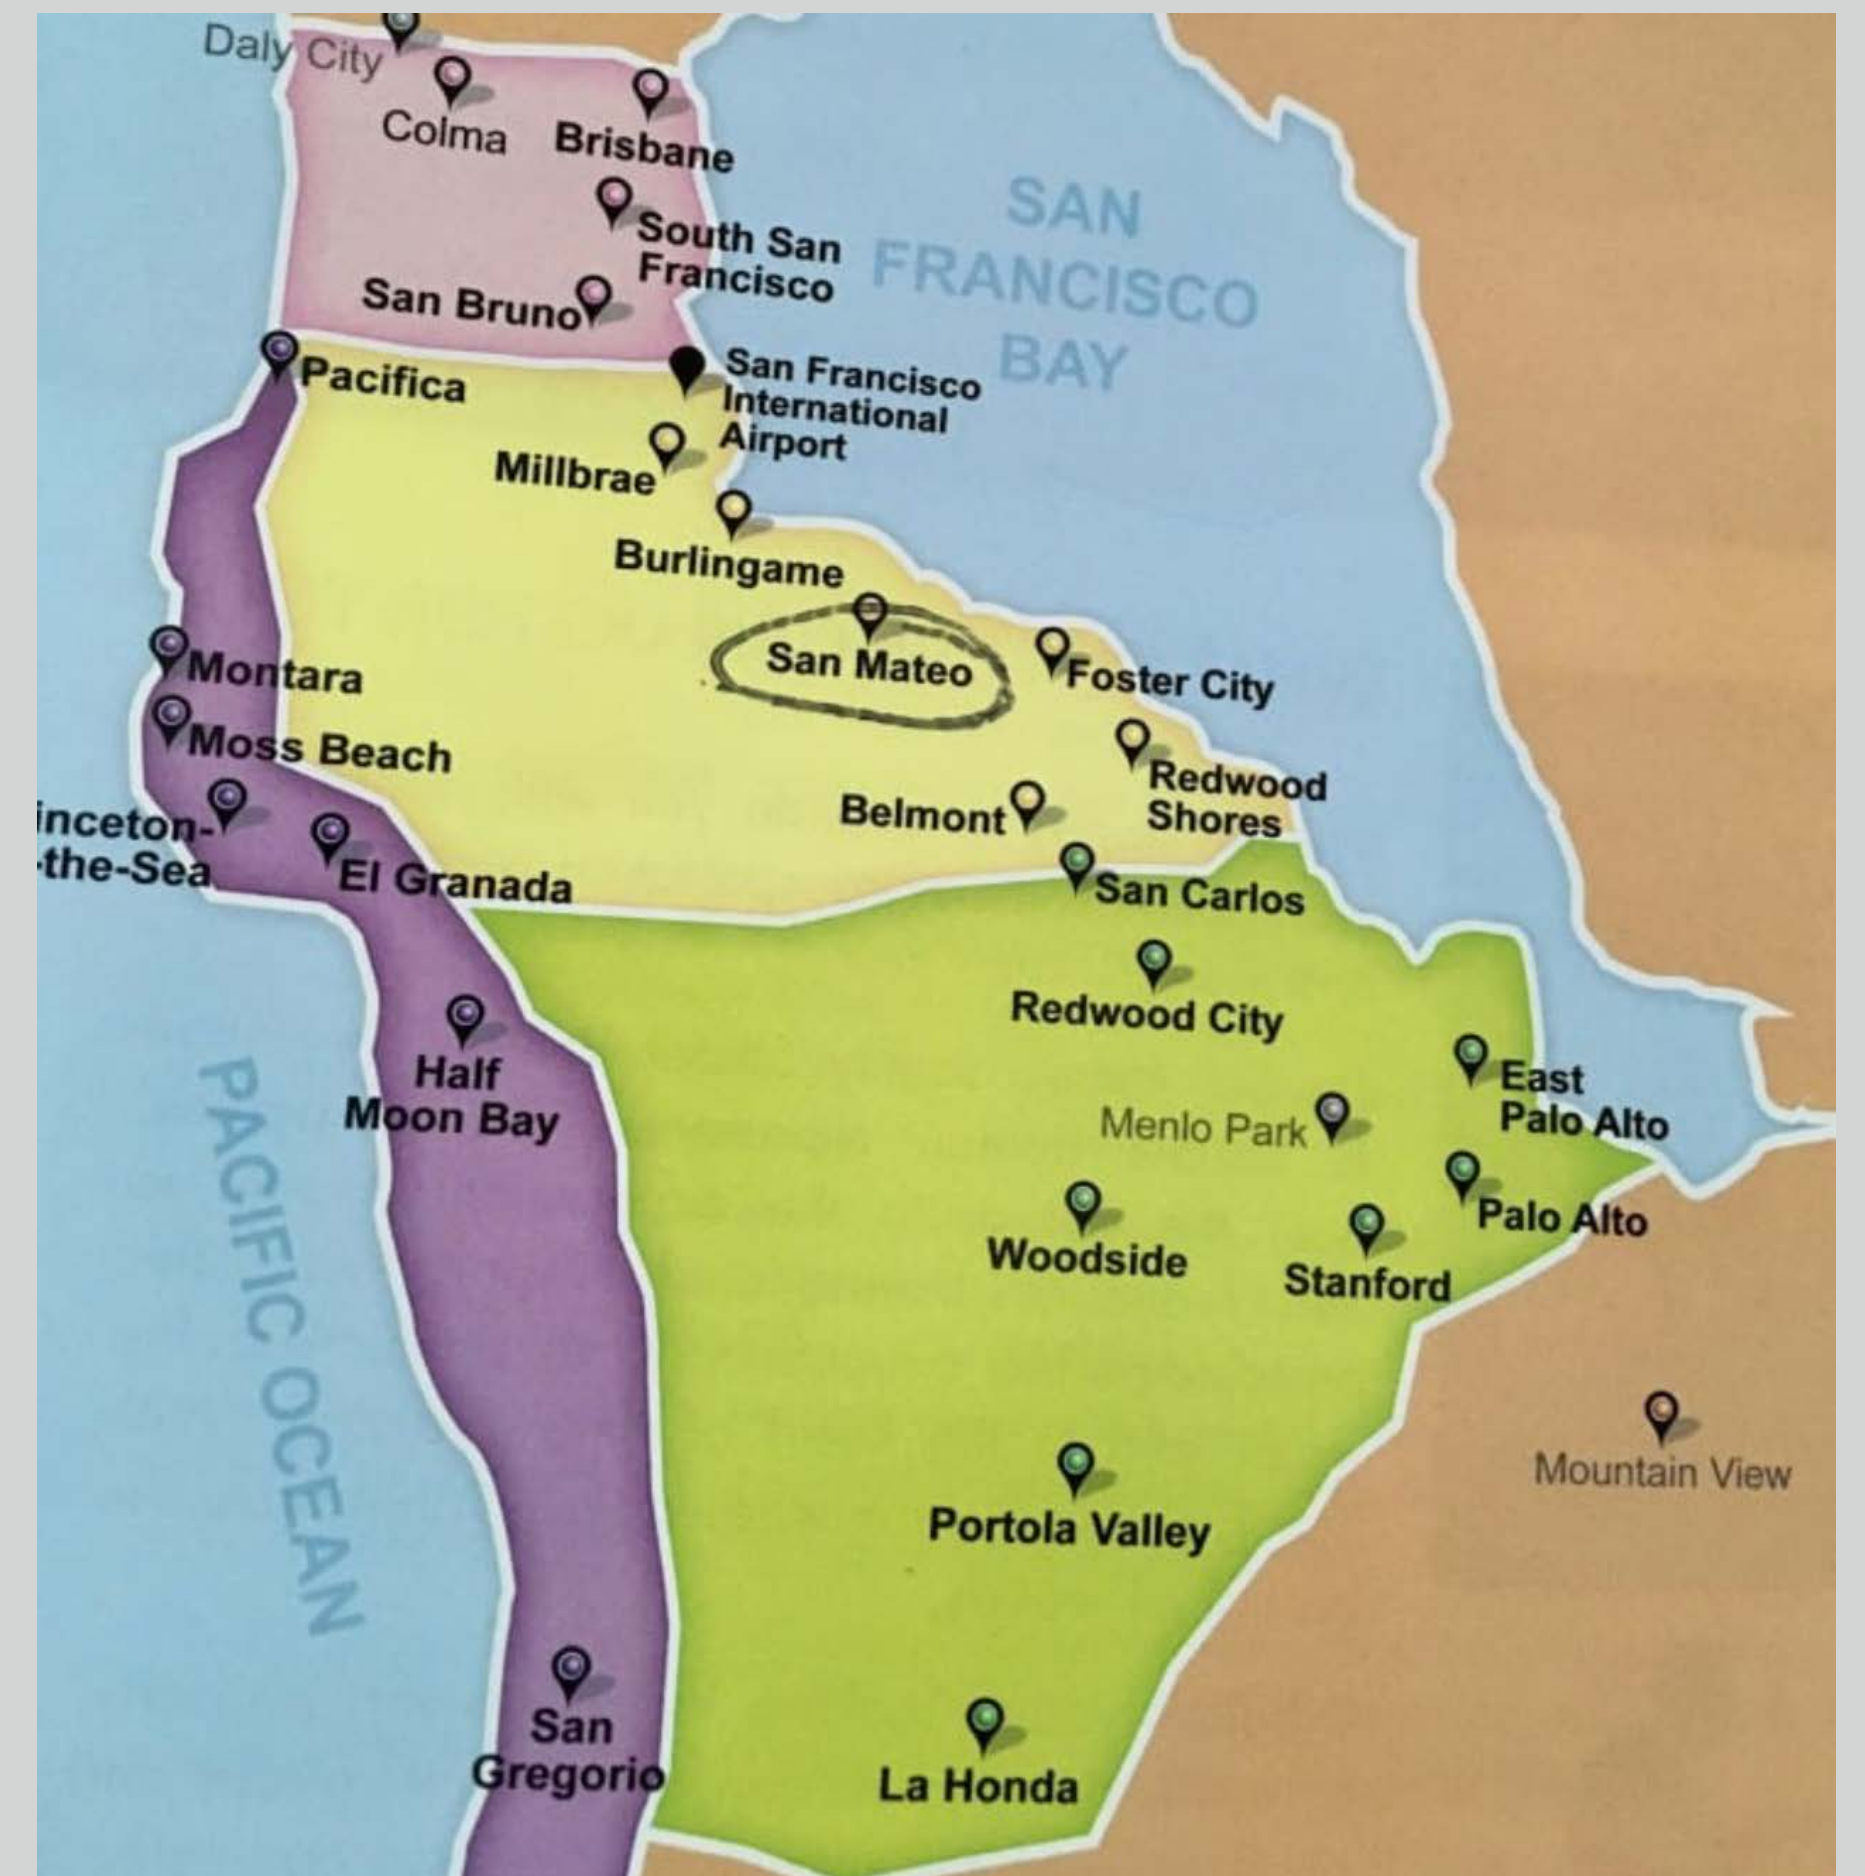 Daly City
Colma
Brisbane
South San
Francisco
San Bruno
SAN
FRANCISCO
BAY
Pacifica
San Francisco
International
Airport
Millbrae
Burlingame
San Mateo
Foster City
Montara
Moss Beach
Redwood
Shores
Belmont
inceton-
-the-Sea
El Granada
San Carlos
Redwood City
Half
Moon Bay
East
Palo Alto
Menlo Park
PACIFIC OCEAN
Palo Alto
Woodside
Stanford
Mountain View
Portola Valley
San
Gregorio
La Honda